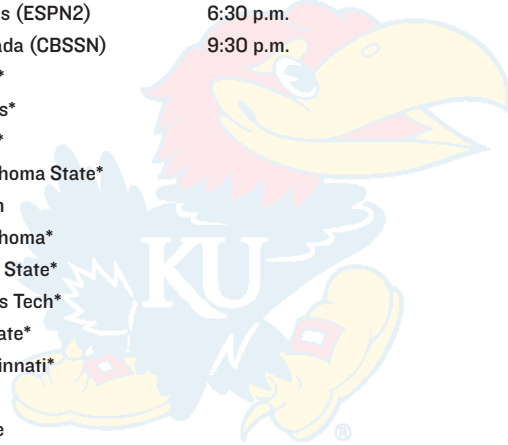 s (ESPN2) 6:30 p.m.
ada (CBSSN) 9:30 p.m.
*
s*
*
homa State*
n
homa*
State*
s Tech*
ate*
innati*
e
KU
®